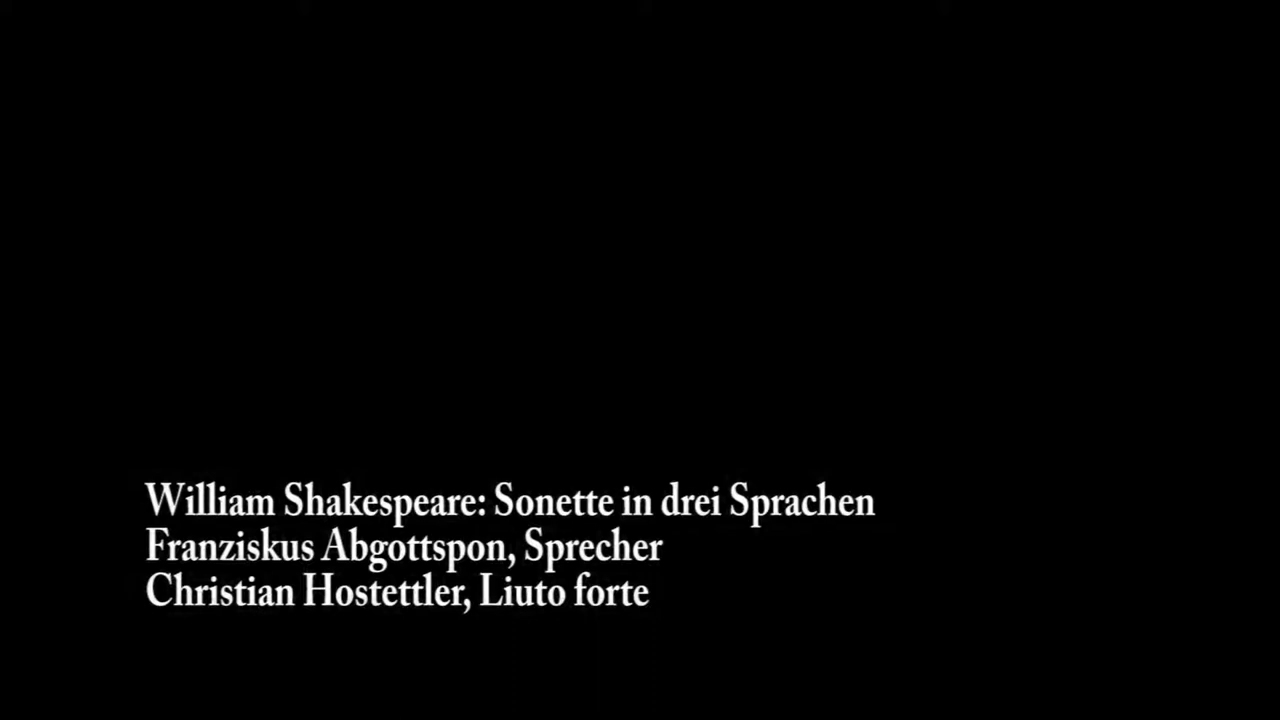 William Shakespeare: Sonette in drei Sprachen
Franziskus Abgottspon, Sprecher
Christian Hostettler, Liuto forte